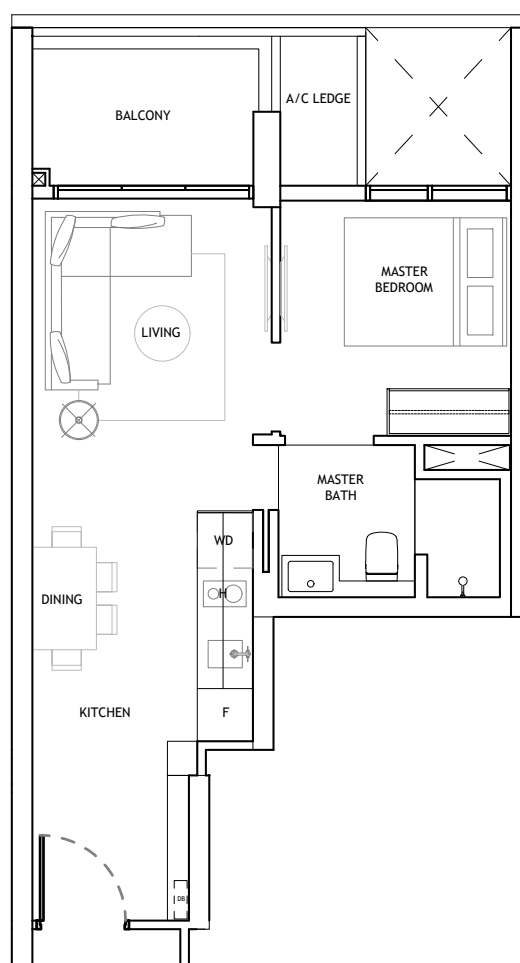 BALCONY
A/C LEDGE
MASTER
BEDROOM
LIVING
MASTER
BATH
WD
H
DINING
KITCHEN
F
DB